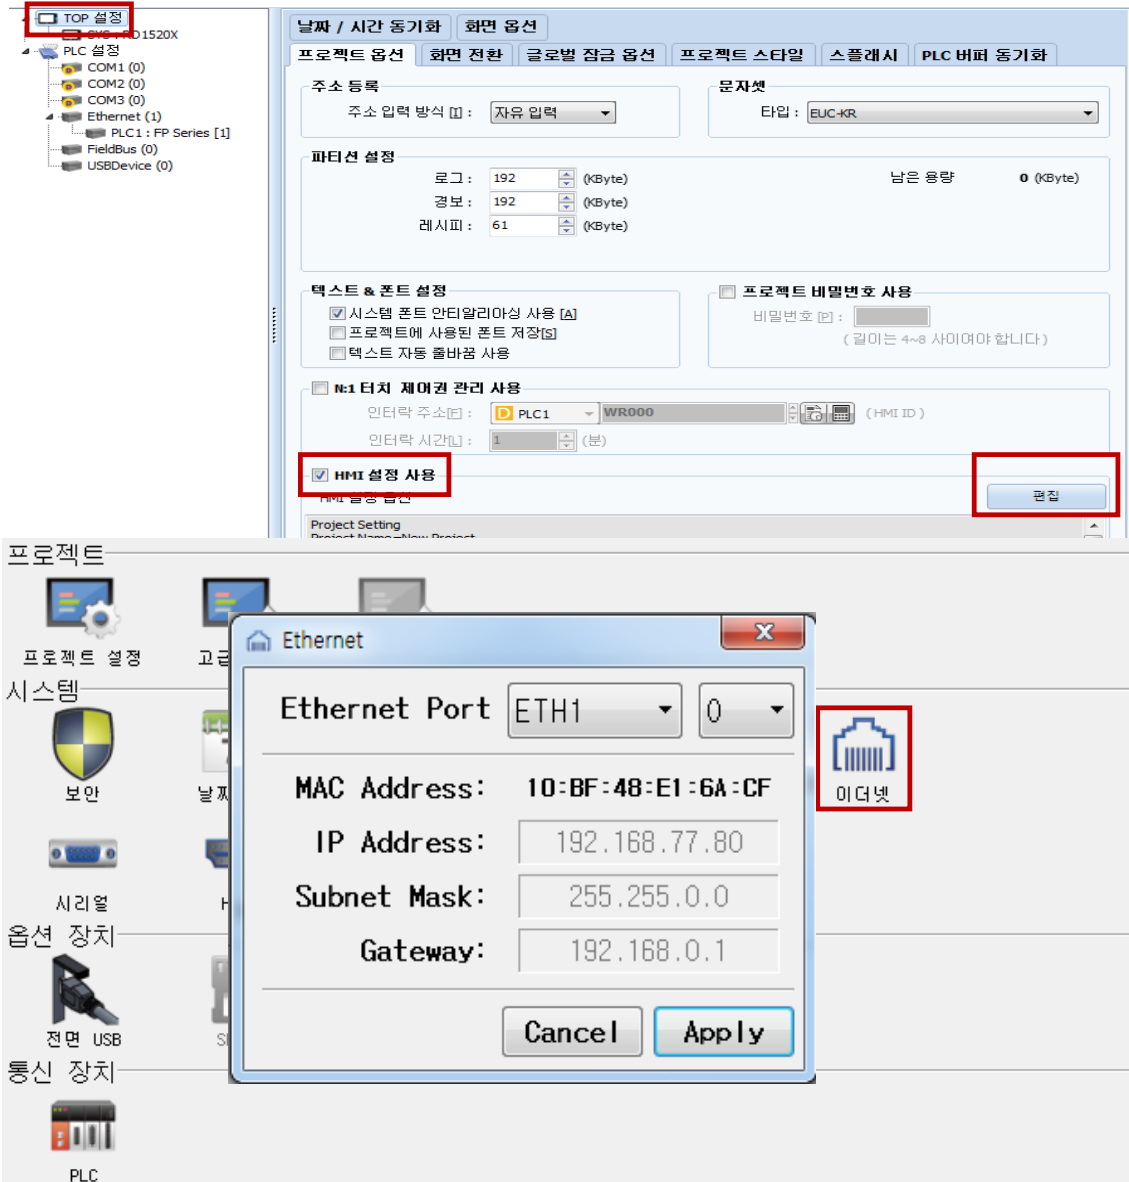 TOP 설정
SYS : RD1520X
PLC 설정
COM1 (0)
COM2 (0)
COM3 (0)
Ethernet (1)
PLC1 : FP Series [1]
FieldBus (0)
USBDevice (0)
날짜 / 시간 동기화 화면 옵션
프로젝트 옵션 화면 전환 글로벌 잠금 옵션 프로젝트 스타일 스플래시 PLC 버퍼 동기화
주소 등록
주소 입력 방식 [I] : 자유 입력
문자셋
타입 : EUC-KR
파티션 설정
로그 : 192 (KByte) 남은 용량 0 (KByte)
경보 : 192 (KByte)
레시피 : 61 (KByte)
텍스트 & 폰트 설정
시스템 폰트 안티알리아싱 사용 [A]
프로젝트에 사용된 폰트 저장[S]
텍스트 자동 줄바꿈 사용
프로젝트 비밀번호 사용
비밀번호 [P] :
( 길이는 4~8 사이여야 합니다 )
N:1 터치 제어권 관리 사용
인터락 주소[F] : D PLC1 WR000 ( HMI ID )
인터락 시간[L] : 1 (분)
HMI 설정 사용
HMI 설정 옵션 편집
Project Setting
Project Name=New Project
프로젝트
프로젝트 설정 고급
시스템
보안 날짜 이더넷
시리얼 H
옵션 장치
전면 USB S
통신 장치
PLC
Ethernet
Ethernet Port ETH1 0
MAC Address: 10:BF:48:E1:6A:CF
IP Address: 192.168.77.80
Subnet Mask: 255.255.0.0
Gateway: 192.168.0.1
Cancel Apply